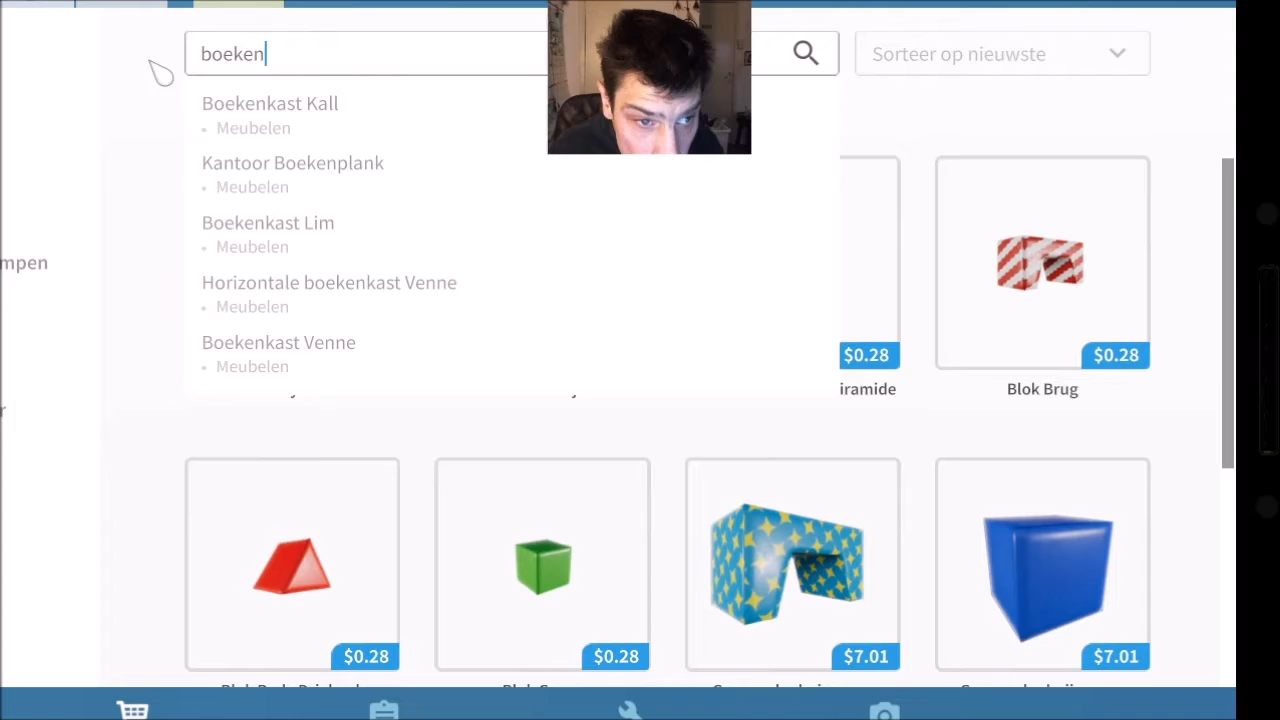 boeken
Sorteer op nieuwste
Boekenkast Kall
• Meubelen
Kantoor Boekenplank
• Meubelen
Boekenkast Lim
• Meubelen
Horizontale boekenkast Venne
• Meubelen
Boekenkast Venne
• Meubelen
mpen
$0.28
$0.28
iramide
Blok Brug
$0.28
$0.28
$7.01
$7.01